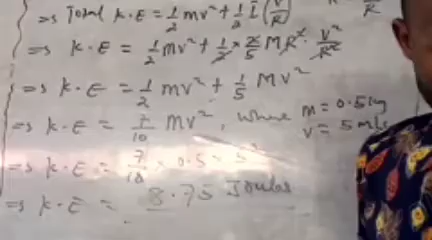 ⇒ Total K.E = 1/2 mv² + 1/2 I (V/R)
⇒ K.E = 1/2 mv² + 1/2 × 2/5 MR² · V²/R²
⇒ K.E = 1/2 mv² + 1/5 MV²
⇒ K.E = 7/10 MV², where m = 0.5kg
V = 5m/s
⇒ K.E = 7/10 × 0.5 × 5²
⇒ K.E = 8.75 Joules